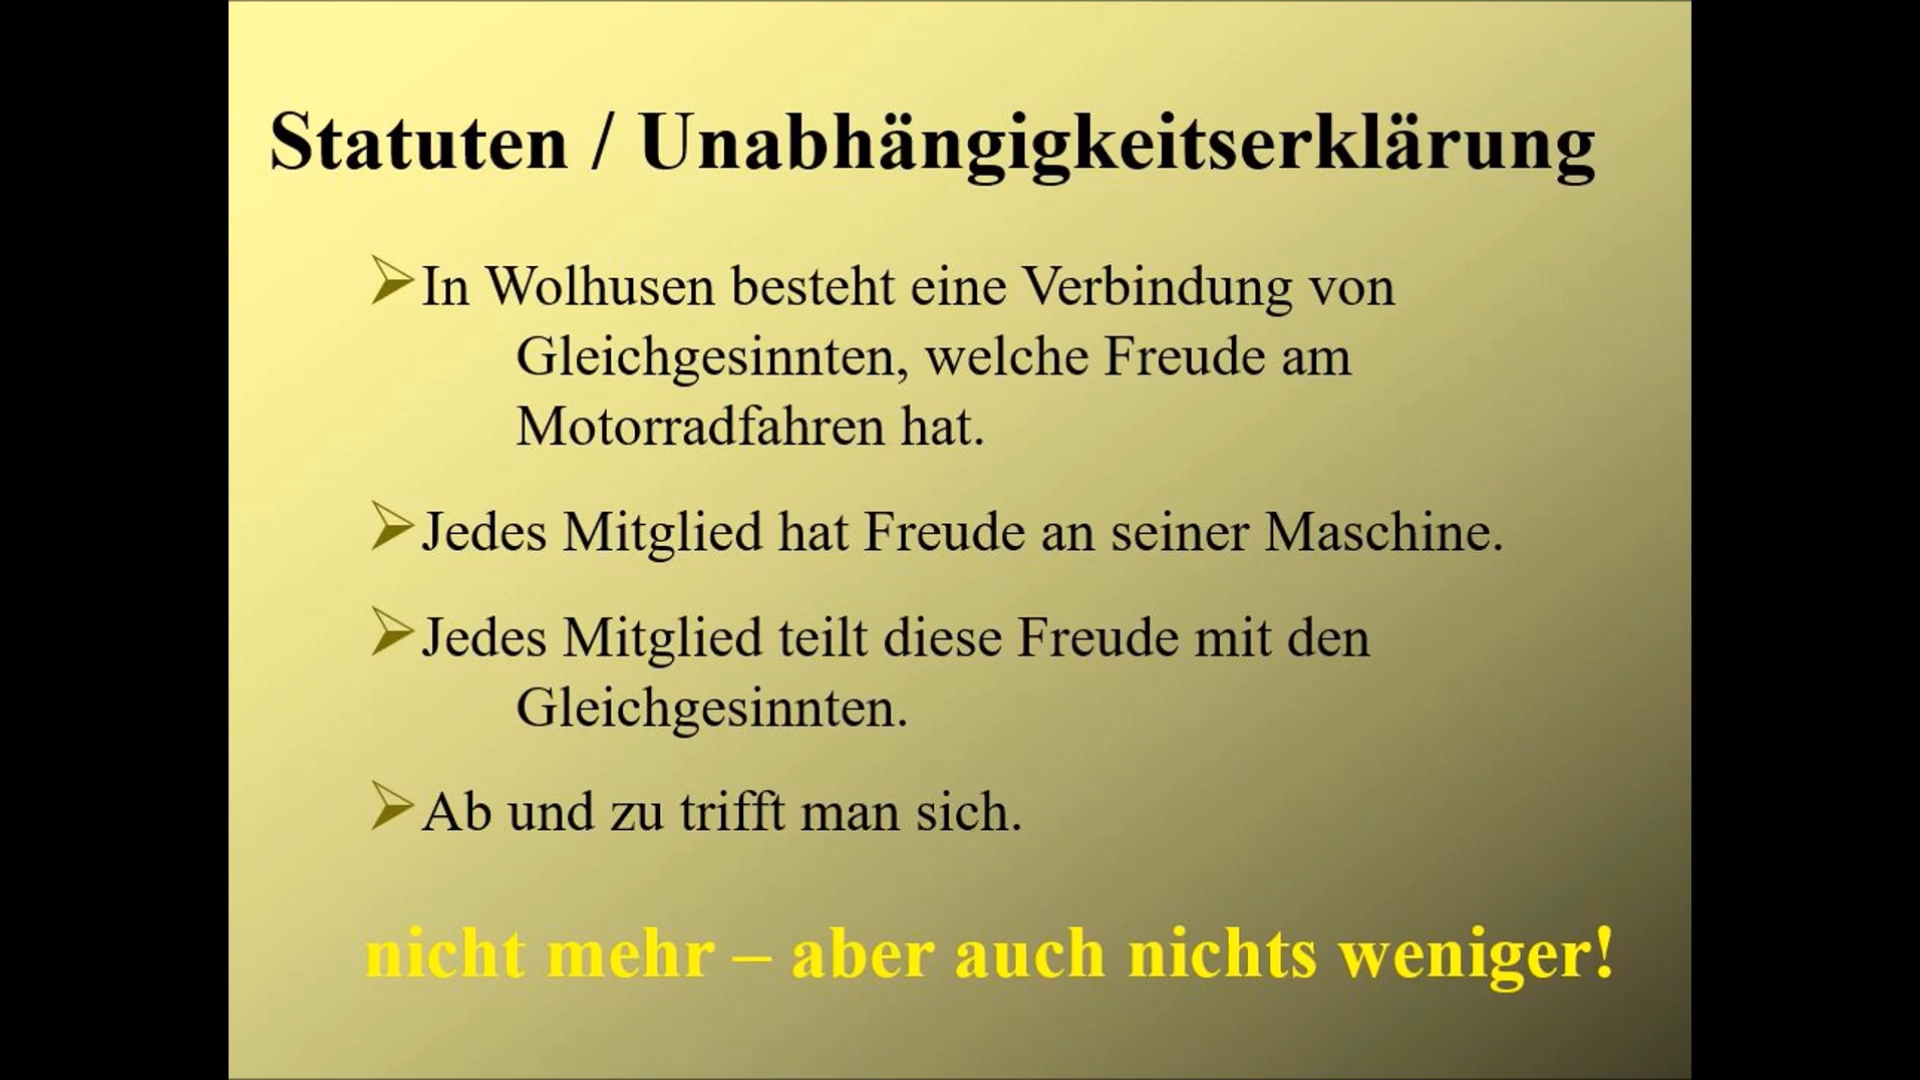 Statuten / Unabhängigkeitserklärung
In Wolhusen besteht eine Verbindung von
Gleichgesinnten, welche Freude am
Motorradfahren hat.
Jedes Mitglied hat Freude an seiner Maschine.
Jedes Mitglied teilt diese Freude mit den
Gleichgesinnten.
Ab und zu trifft man sich.
nicht mehr – aber auch nichts weniger!